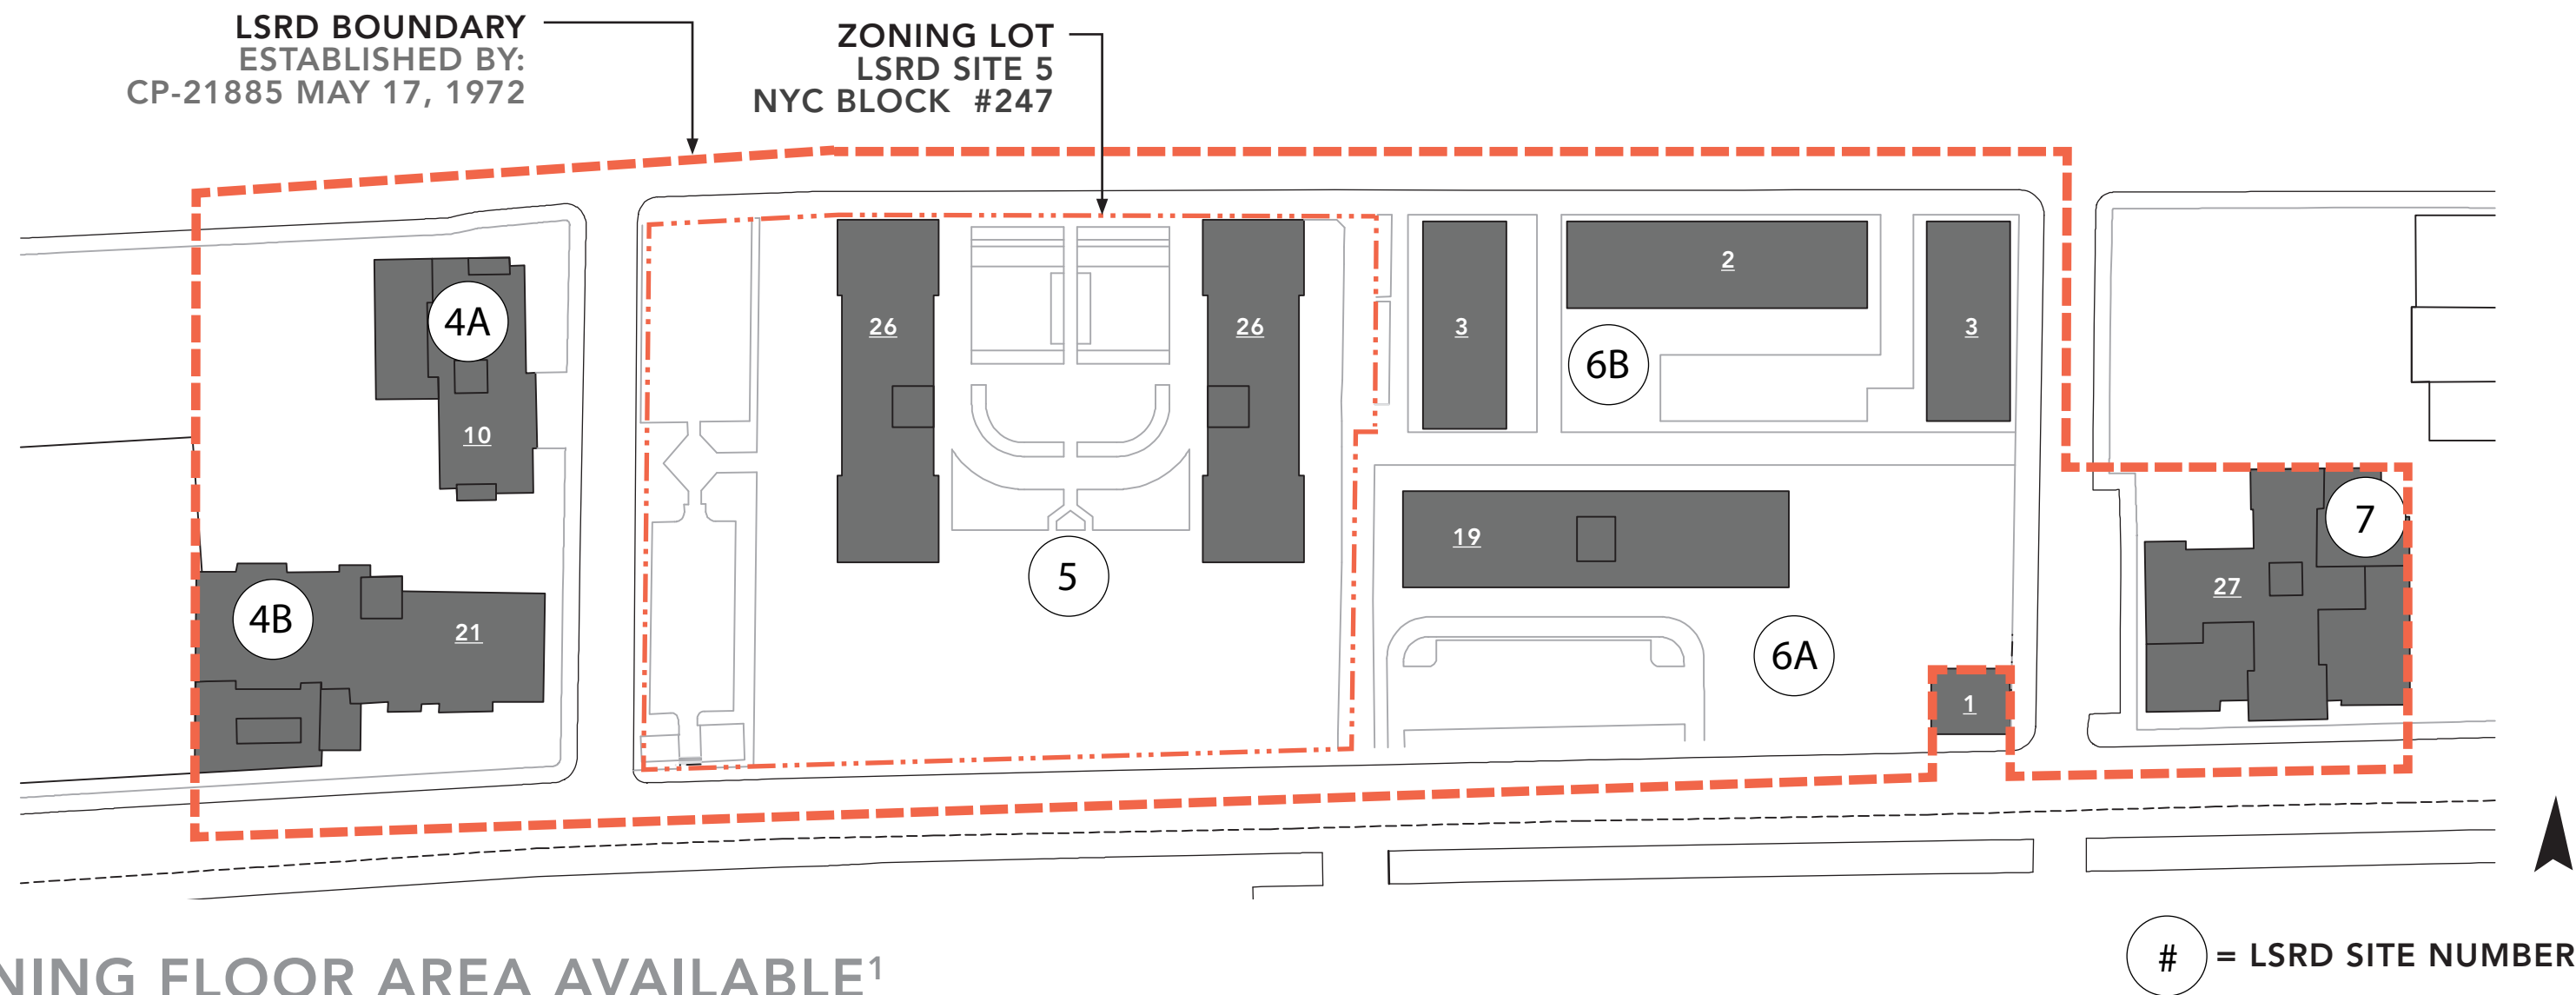 LSRD BOUNDARY
ESTABLISHED BY:
CP-21885 MAY 17, 1972
ZONING LOT
LSRD SITE 5
NYC BLOCK #247
4A
10
4B
21
26
26
5
3
2
3
6B
19
6A
1
7
27
NING FLOOR AREA AVAILABLE¹
# = LSRD SITE NUMBER